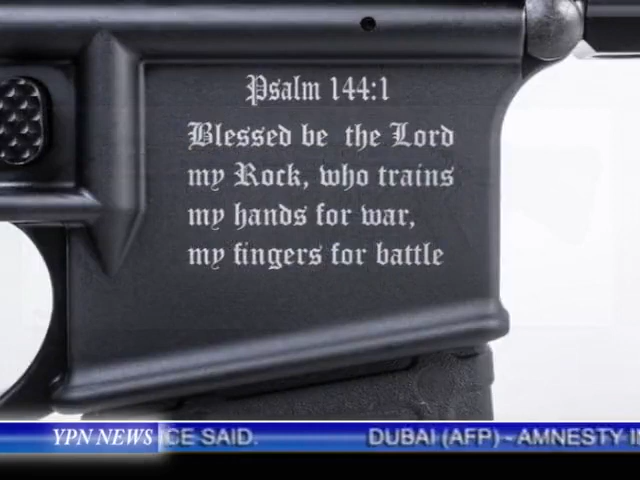 Psalm 144:1
Blessed be the Lord
my Rock, who trains
my hands for war,
my fingers for battle
YPN NEWS
CE SAID. DUBAI (AFP) - AMNESTY